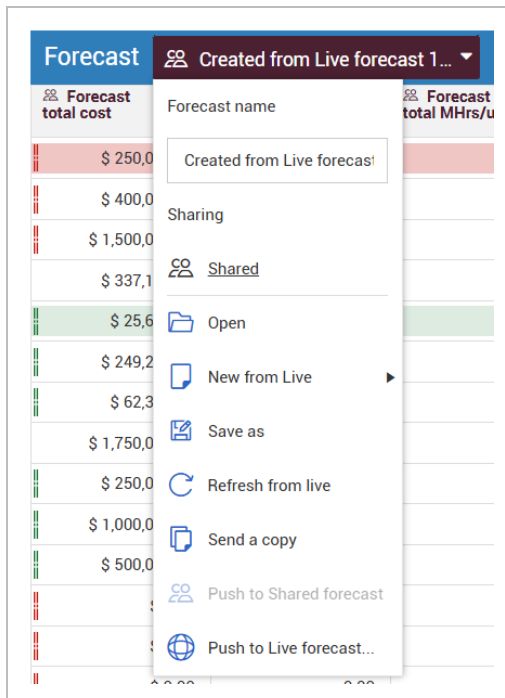 Forecast Created from Live forecast 1...
Forecast
total cost
Forecast
total MHrs/u
Forecast name
Created from Live forecast
Sharing
Shared
Open
New from Live
Save as
Refresh from live
Send a copy
Push to Shared forecast
Push to Live forecast...
$ 250,0
$ 400,0
$ 1,500,0
$ 337,1
$ 25,6
$ 249,2
$ 62,3
$ 1,750,0
$ 250,0
$ 1,000,0
$ 500,0